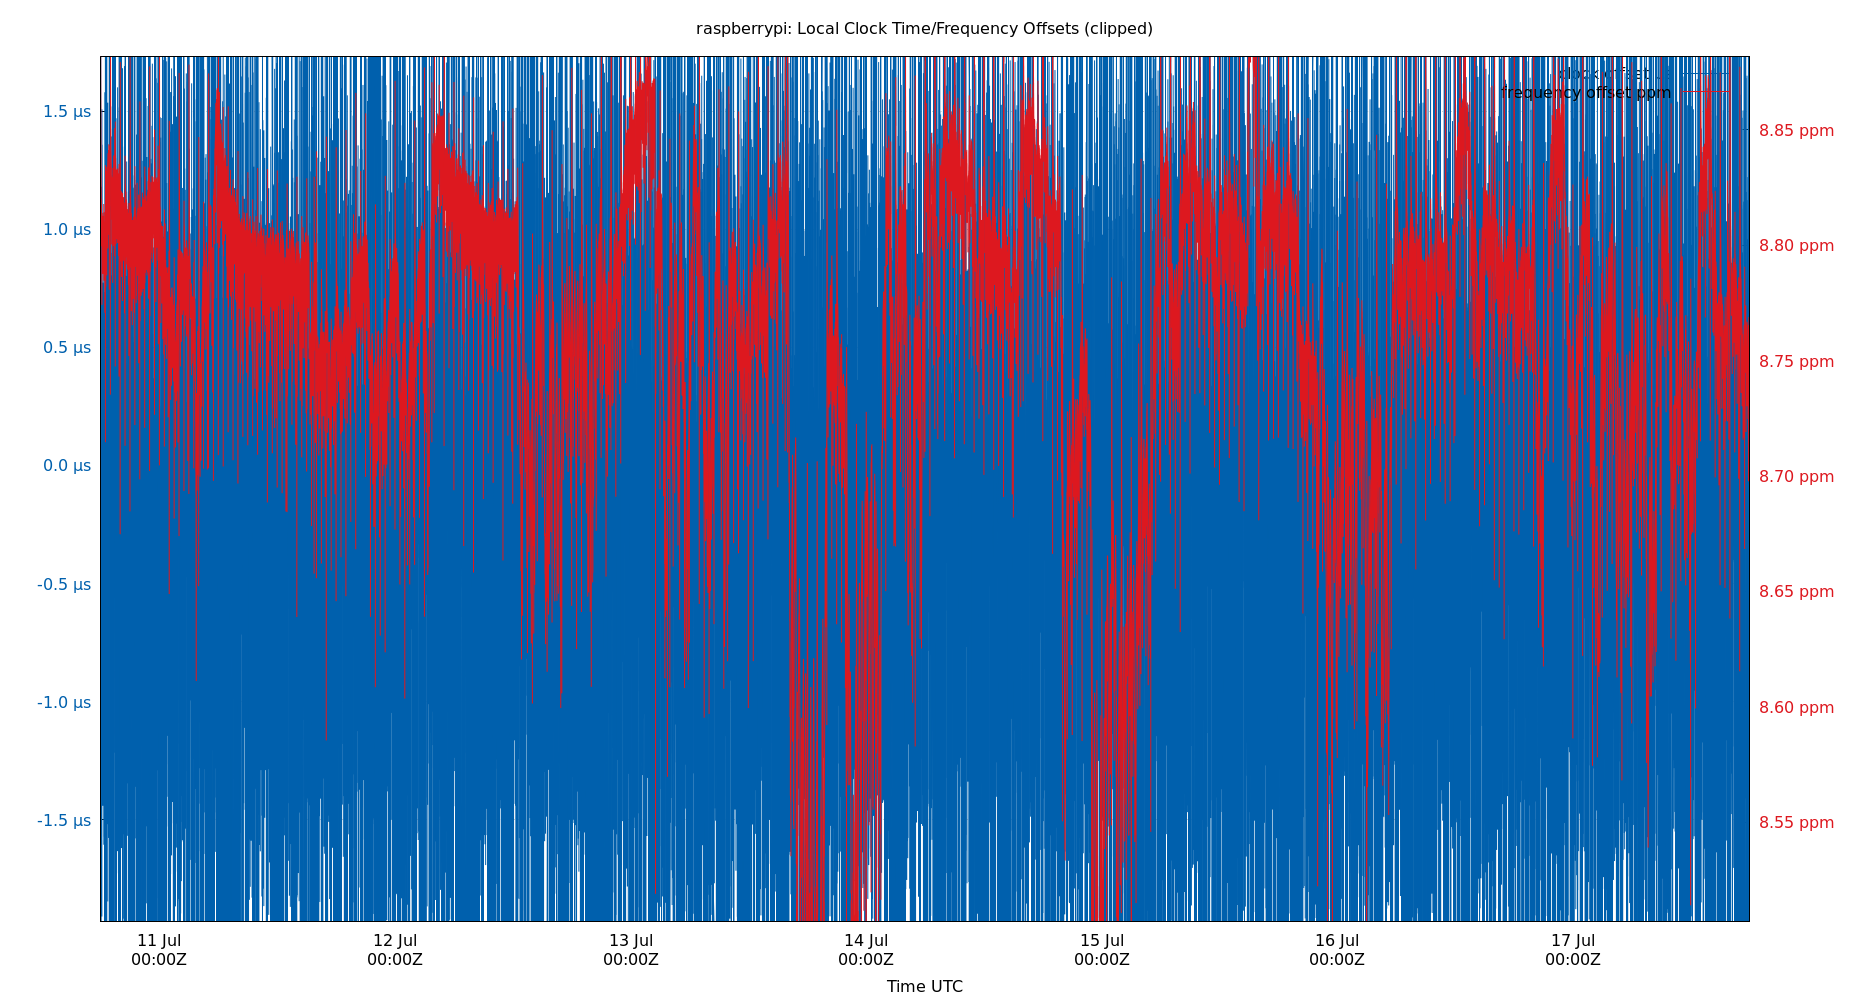 raspberrypi: Local Clock Time/Frequency Offsets (clipped)
clock offset
frequency offset ppm
1.5 µs
1.0 µs
0.5 µs
0.0 µs
-0.5 µs
-1.0 µs
-1.5 µs
8.85 ppm
8.80 ppm
8.75 ppm
8.70 ppm
8.65 ppm
8.60 ppm
8.55 ppm
11 Jul
00:00Z
12 Jul
00:00Z
13 Jul
00:00Z
14 Jul
00:00Z
15 Jul
00:00Z
16 Jul
00:00Z
17 Jul
00:00Z
Time UTC